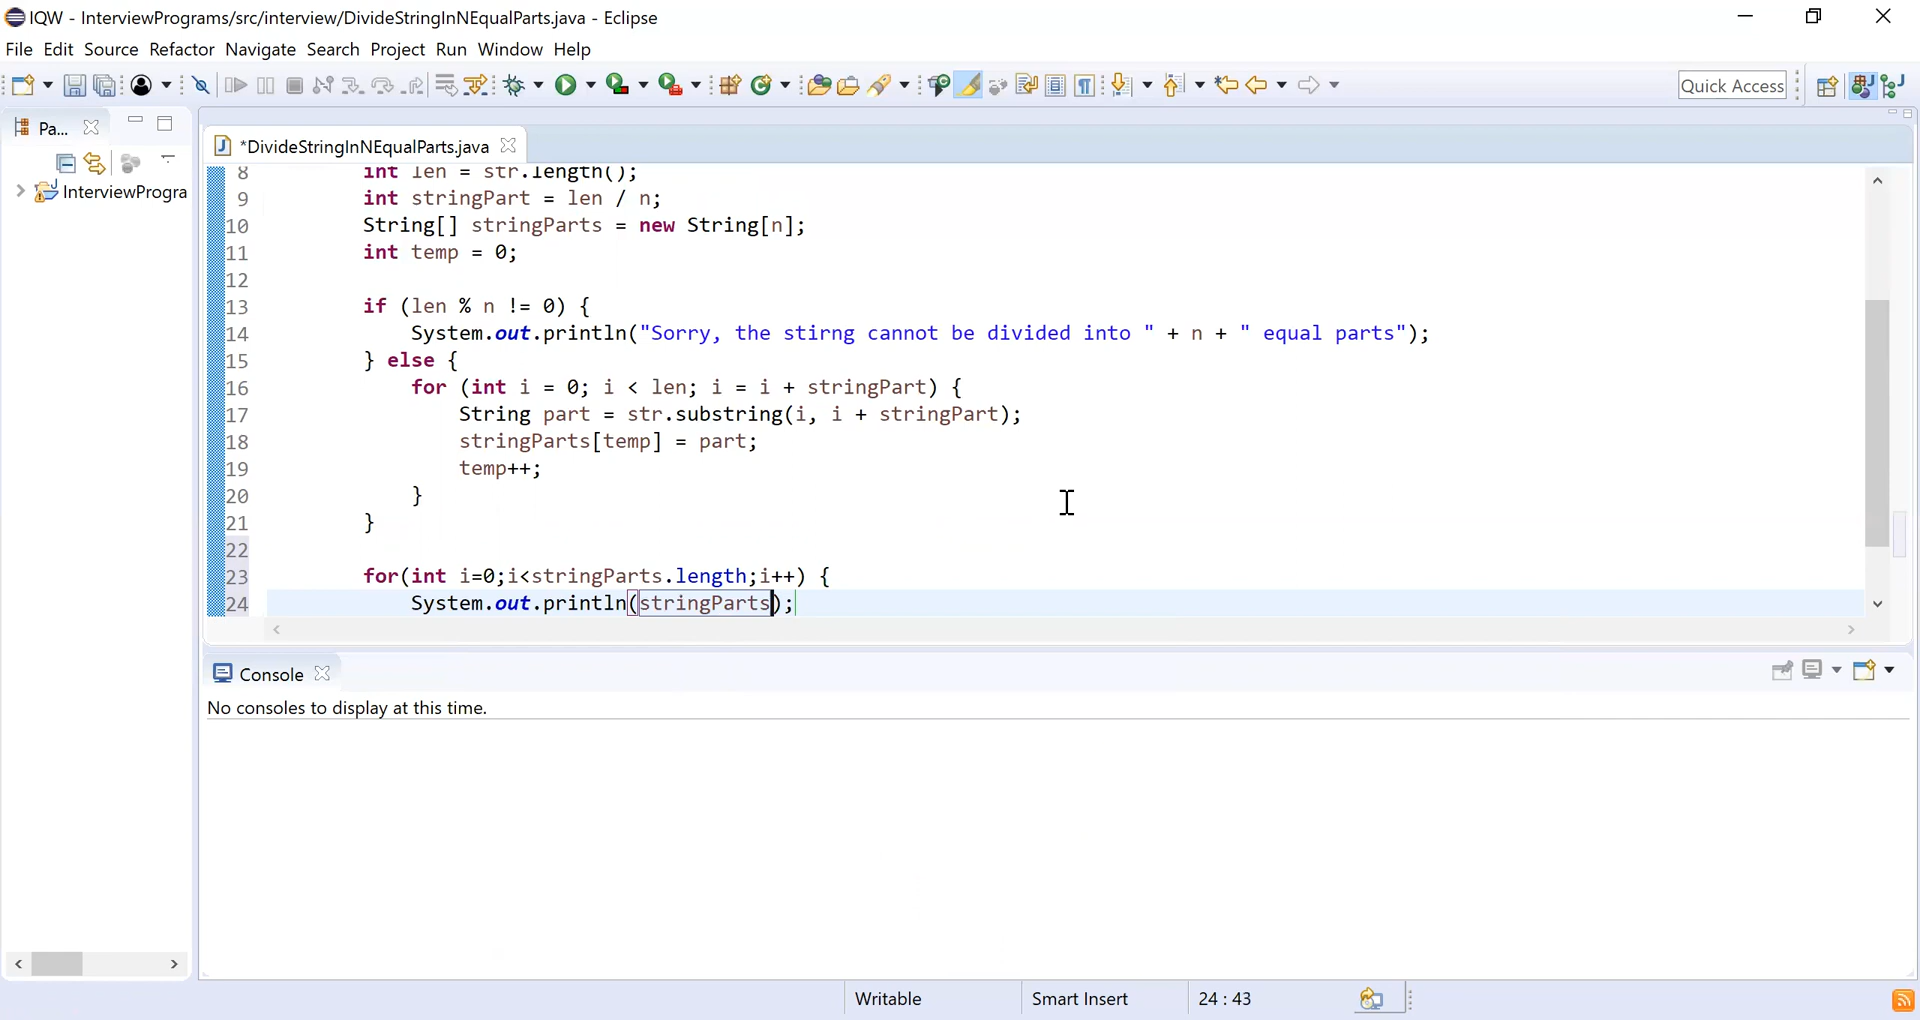 IQW - InterviewPrograms/src/interview/DivideStringInNEqualParts.java - Eclipse
File Edit Source Refactor Navigate Search Project Run Window Help
Quick Access
Pa...
*DivideStringInNEqualParts.java
InterviewProgra
8 int len = str.length();
9 int stringPart = len / n;
10 String[] stringParts = new String[n];
11 int temp = 0;
12
13 if (len % n != 0) {
14 System.out.println("Sorry, the stirng cannot be divided into " + n + " equal parts");
15 } else {
16 for (int i = 0; i < len; i = i + stringPart) {
17 String part = str.substring(i, i + stringPart);
18 stringParts[temp] = part;
19 temp++;
20 }
21 }
22
23 for(int i=0;i<stringParts.length;i++) {
24 System.out.println(stringParts);
Console
No consoles to display at this time.
Writable Smart Insert 24 : 43